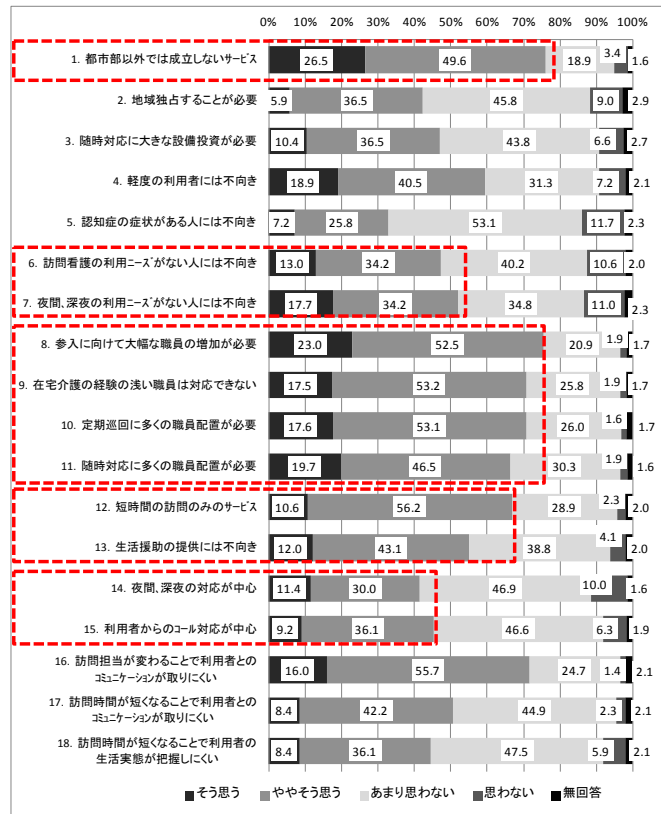 0% 10% 20% 30% 40% 50% 60% 70% 80% 90% 100%
1. 都市部以外では成立しないサービス 26.5 49.6 18.9 3.4 1.6
2. 地域独占することが必要 5.9 36.5 45.8 9.0 2.9
3. 随時対応に大きな設備投資が必要 10.4 36.5 43.8 6.6 2.7
4. 軽度の利用者には不向き 18.9 40.5 31.3 7.2 2.1
5. 認知症の症状がある人には不向き 7.2 25.8 53.1 11.7 2.3
6. 訪問看護の利用ニーズがない人には不向き 13.0 34.2 40.2 10.6 2.0
7. 夜間、深夜の利用ニーズがない人には不向き 17.7 34.2 34.8 11.0 2.3
8. 参入に向けて大幅な職員の増加が必要 23.0 52.5 20.9 1.9 1.7
9. 在宅介護の経験の浅い職員は対応できない 17.5 53.2 25.8 1.9 1.7
10. 定期巡回に多くの職員配置が必要 17.6 53.1 26.0 1.6 1.7
11. 随時対応に多くの職員配置が必要 19.7 46.5 30.3 1.9 1.6
12. 短時間の訪問のみのサービス 10.6 56.2 28.9 2.3 2.0
13. 生活援助の提供には不向き 12.0 43.1 38.8 4.1 2.0
14. 夜間、深夜の対応が中心 11.4 30.0 46.9 10.0 1.6
15. 利用者からのコール対応が中心 9.2 36.1 46.6 6.3 1.9
16. 訪問担当が変わることで利用者との
コミュニケーションが取りにくい 16.0 55.7 24.7 1.4 2.1
17. 訪問時間が短くなることで利用者との
コミュニケーションが取りにくい 8.4 42.2 44.9 2.3 2.1
18. 訪問時間が短くなることで利用者の
生活実態が把握しにくい 8.4 36.1 47.5 5.9 2.1
■そう思う ■ややそう思う ■あまり思わない ■思わない ■無回答